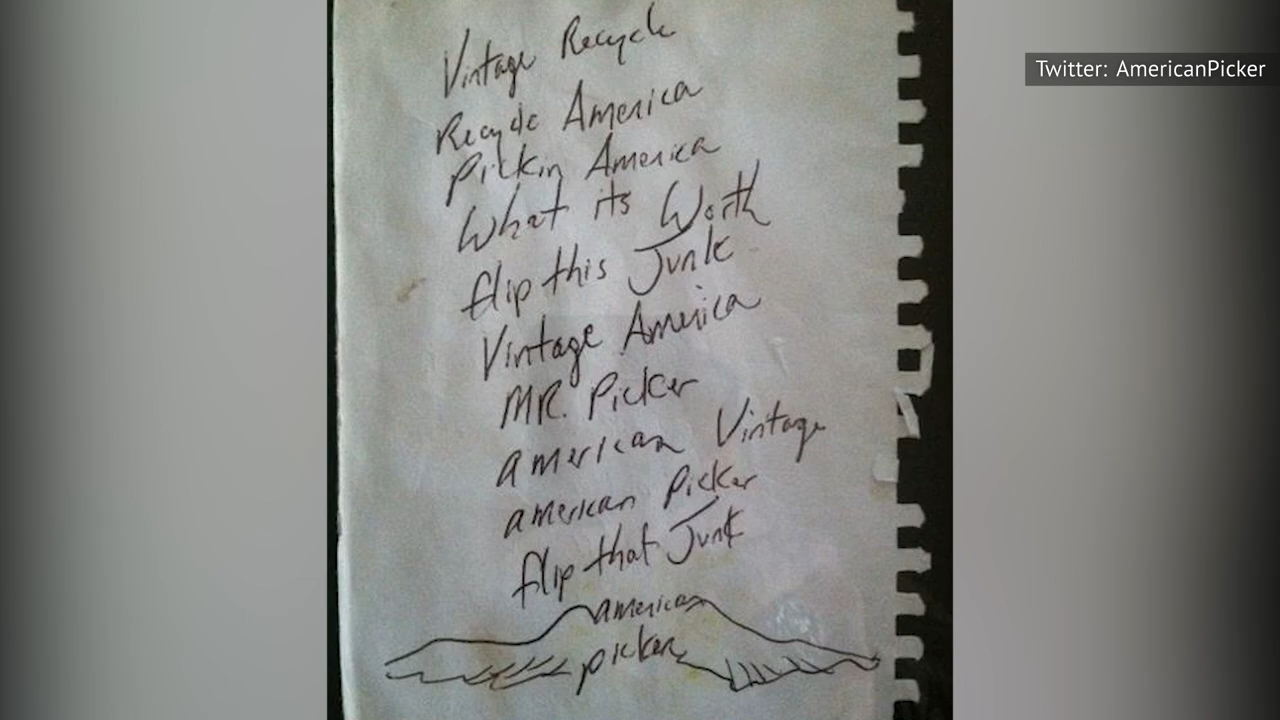 Twitter: AmericanPicker
Vintage Recycle
Recycle America
Pickin America
What its Worth
flip this Junk
Vintage America
MR. Picker
american Vintage
american Picker
flip that Junk
american
picker